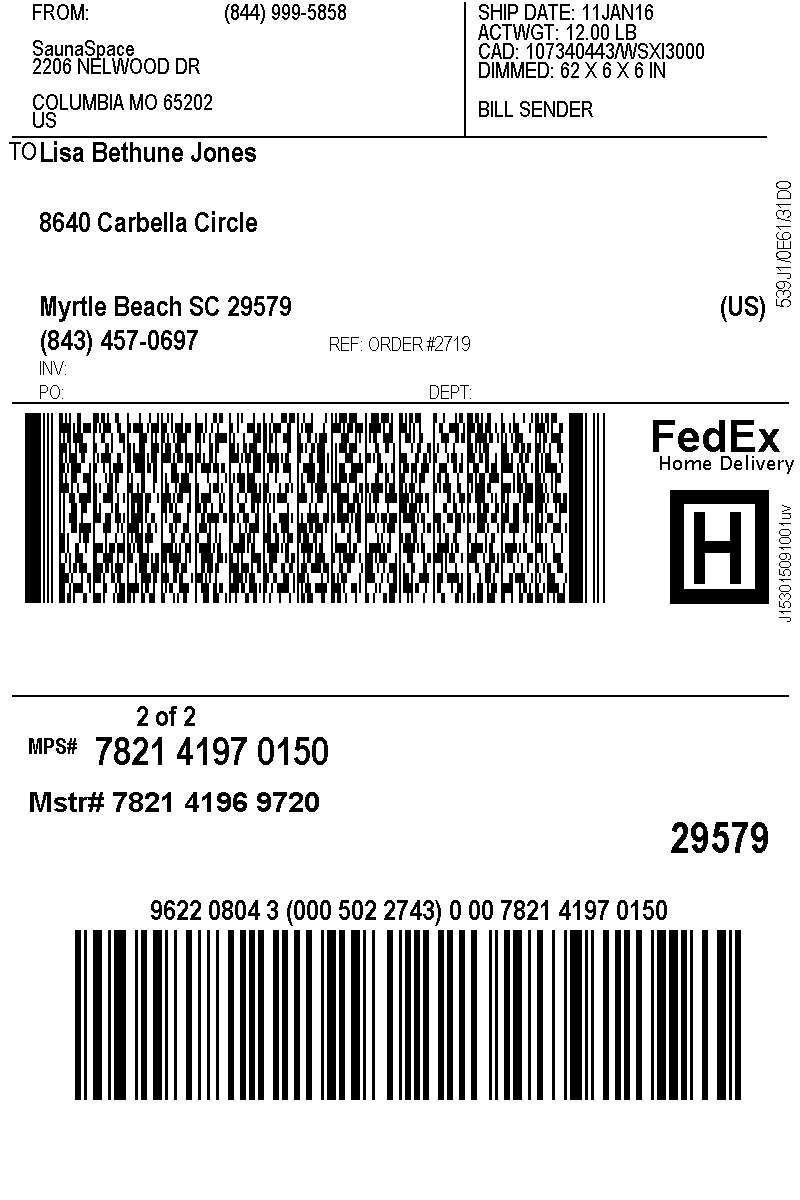 FROM: (844) 999-5858
SaunaSpace
2206 NELWOOD DR
COLUMBIA MO 65202
US
SHIP DATE: 11JAN16
ACTWGT: 12.00 LB
CAD: 107340443/WSXI3000
DIMMED: 62 X 6 X 6 IN
BILL SENDER
TO Lisa Bethune Jones
8640 Carbella Circle
Myrtle Beach SC 29579 (US)
(843) 457-0697 REF: ORDER #2719
INV:
PO: DEPT:
539J1/0E61/31D0
FedEx
Home Delivery
H
J153015091001uv
2 of 2
MPS# 7821 4197 0150
Mstr# 7821 4196 9720
29579
9622 0804 3 (000 502 2743) 0 00 7821 4197 0150